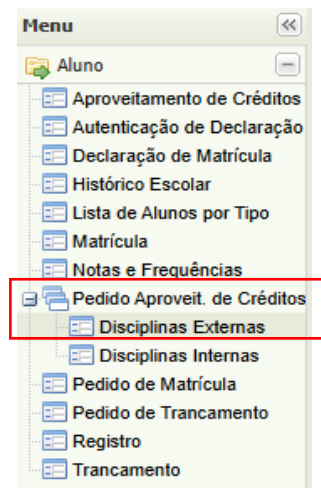 Menu
Aluno
Aproveitamento de Créditos
Autenticação de Declaração
Declaração de Matrícula
Histórico Escolar
Lista de Alunos por Tipo
Matrícula
Notas e Frequências
Pedido Aproveit. de Créditos
Disciplinas Externas
Disciplinas Internas
Pedido de Matrícula
Pedido de Trancamento
Registro
Trancamento